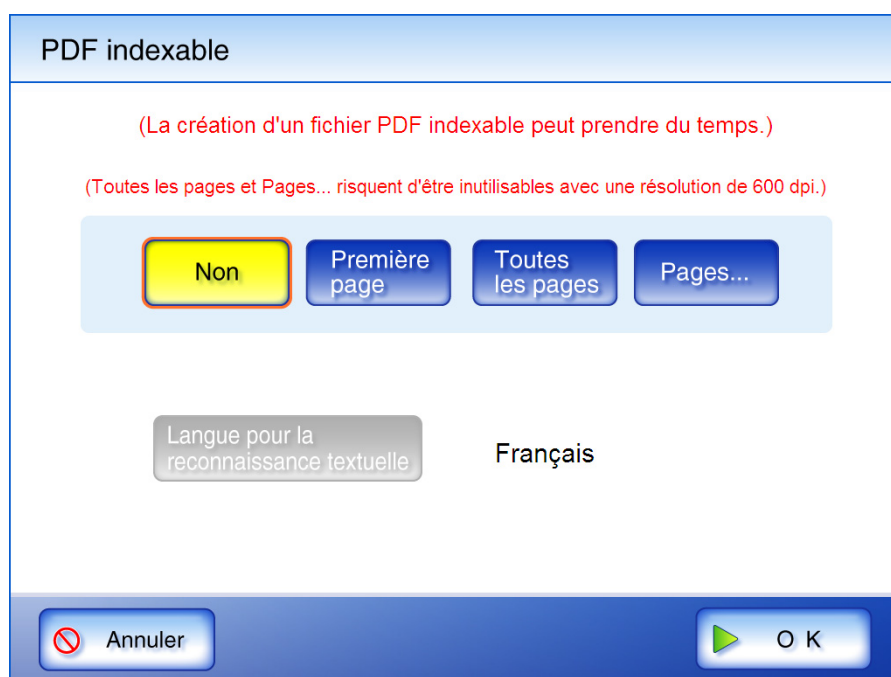 PDF indexable
(La création d'un fichier PDF indexable peut prendre du temps.)
(Toutes les pages et Pages... risquent d'être inutilisables avec une résolution de 600 dpi.)
Non
Première
page
Toutes
les pages
Pages...
Langue pour la
reconnaissance textuelle
Français
Annuler
O K